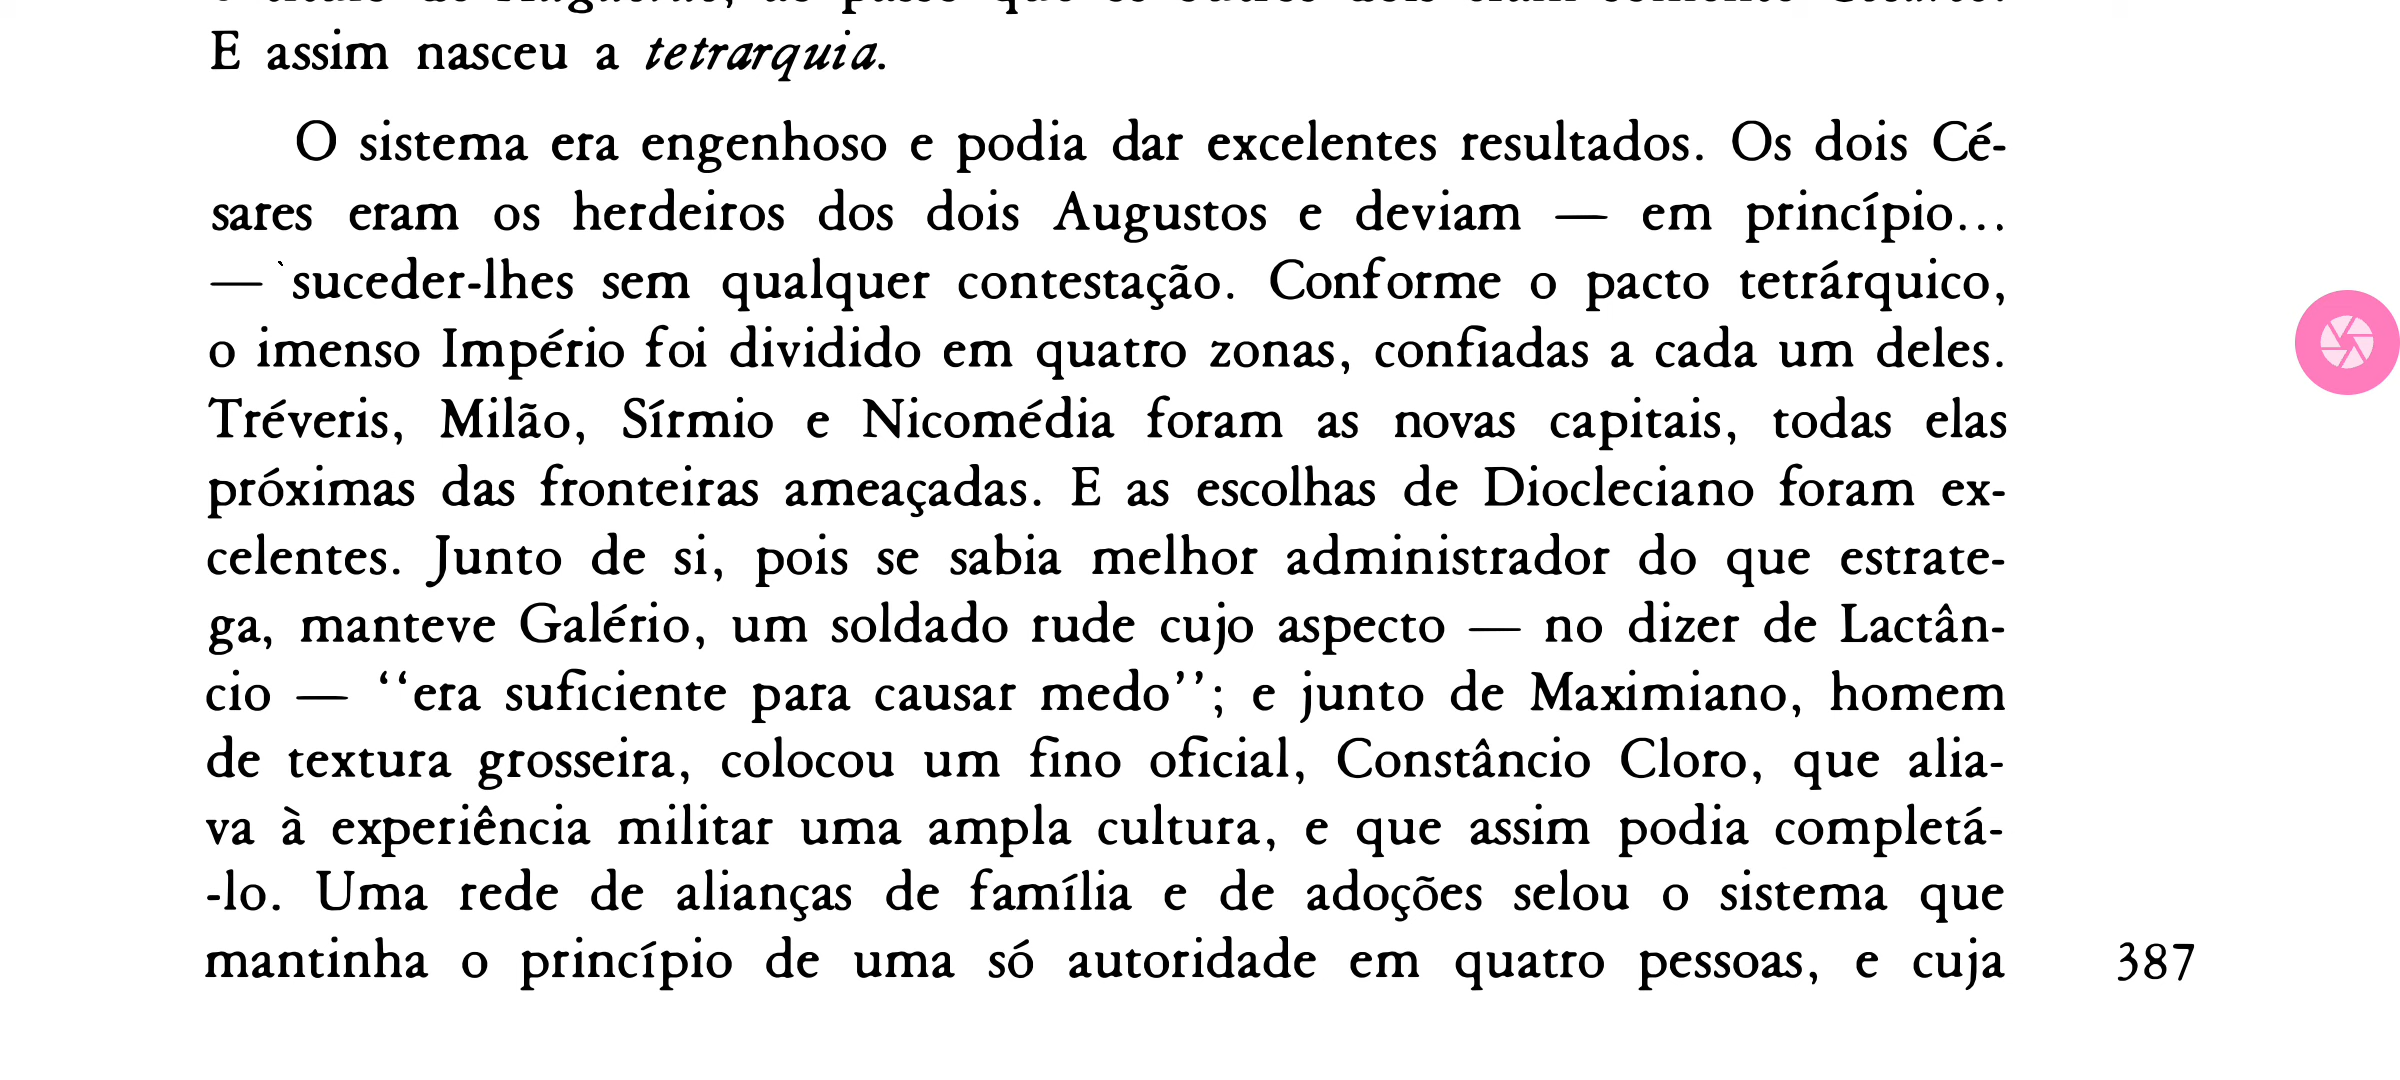 E assim nasceu a tetrarquia.
O sistema era engenhoso e podia dar excelentes resultados. Os dois Cé-
sares eram os herdeiros dos dois Augustos e deviam — em princípio...
— suceder-lhes sem qualquer contestação. Conforme o pacto tetrárquico,
o imenso Império foi dividido em quatro zonas, confiadas a cada um deles.
Tréveris, Milão, Sírmio e Nicomédia foram as novas capitais, todas elas
próximas das fronteiras ameaçadas. E as escolhas de Diocleciano foram ex-
celentes. Junto de si, pois se sabia melhor administrador do que estrate-
ga, manteve Galério, um soldado rude cujo aspecto — no dizer de Lactân-
cio — ‘‘era suficiente para causar medo’’; e junto de Maximiano, homem
de textura grosseira, colocou um fino oficial, Constâncio Cloro, que alia-
va à experiência militar uma ampla cultura, e que assim podia completá-
-lo. Uma rede de alianças de família e de adoções selou o sistema que
mantinha o princípio de uma só autoridade em quatro pessoas, e cuja
387